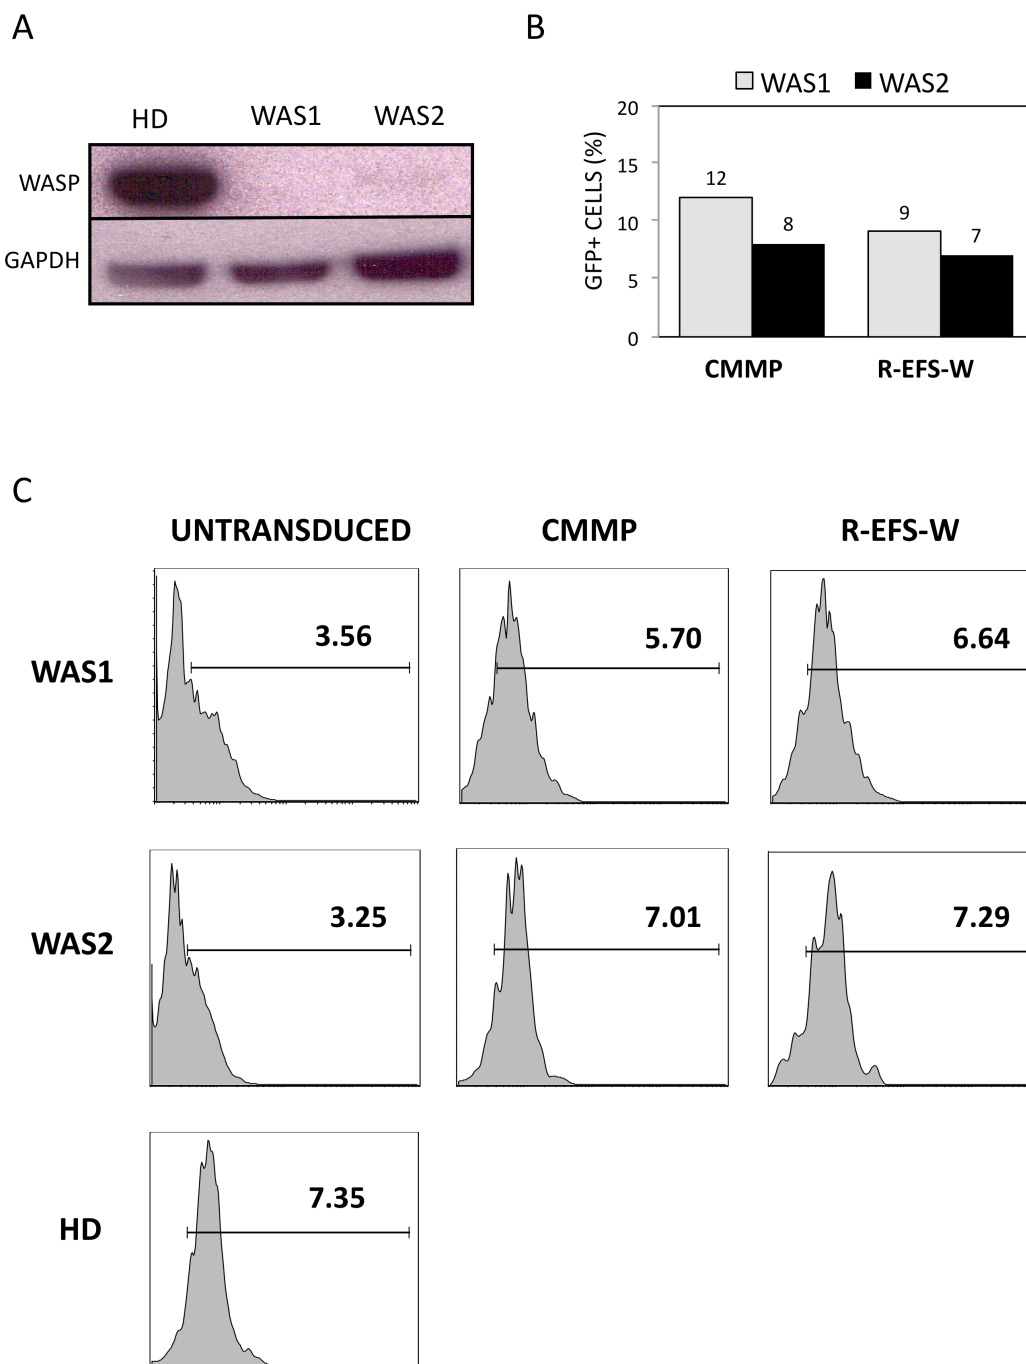 A
HD WAS1 WAS2
WASP
GAPDH
B
WAS1 WAS2
GFP+ CELLS (%)
20
15
10
5
0
12
8
9
7
CMMP R-EFS-W
C
UNTRANSDUCED CMMP R-EFS-W
WAS1
3.56
5.70
6.64
WAS2
3.25
7.01
7.29
HD
7.35